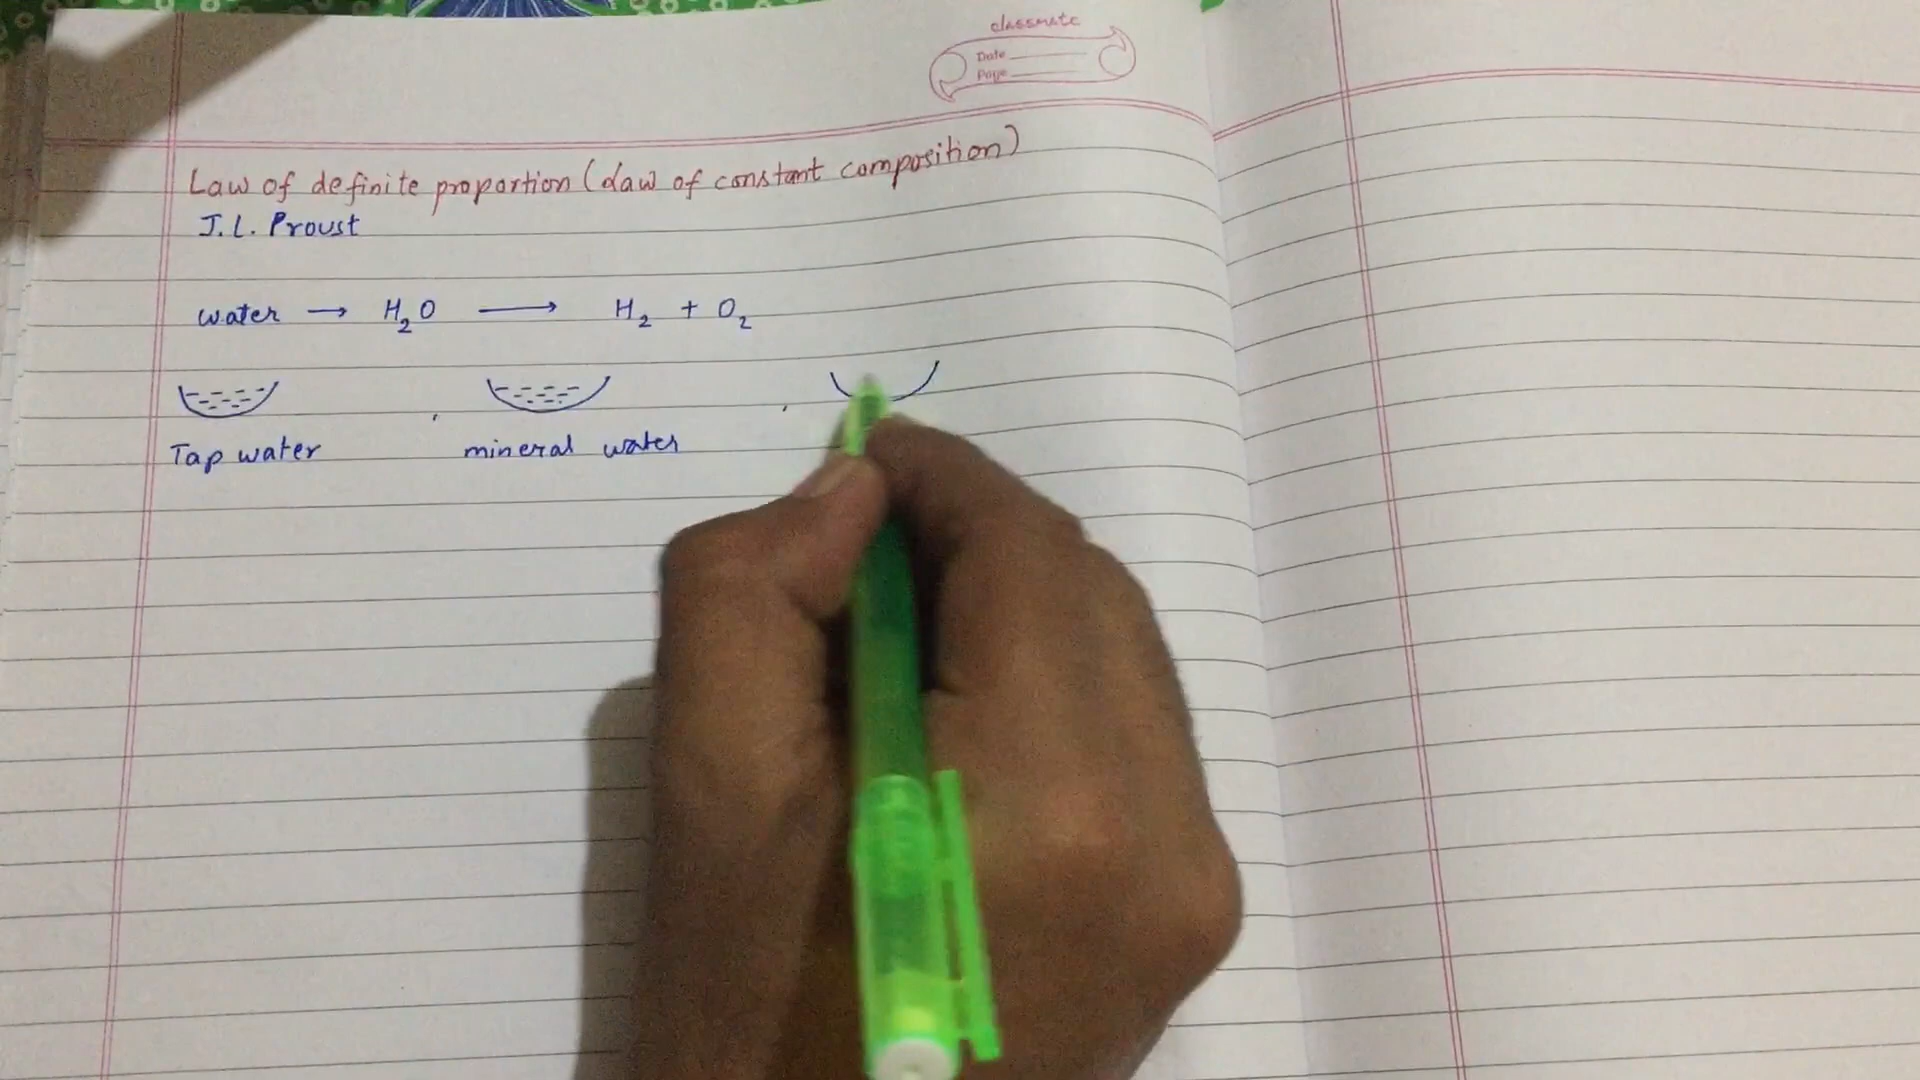 classmate
Date
Page
Law of definite proportion (Law of constant composition)
J.L. Proust
water → H₂O → H₂ + O₂
Tap water , mineral water ,